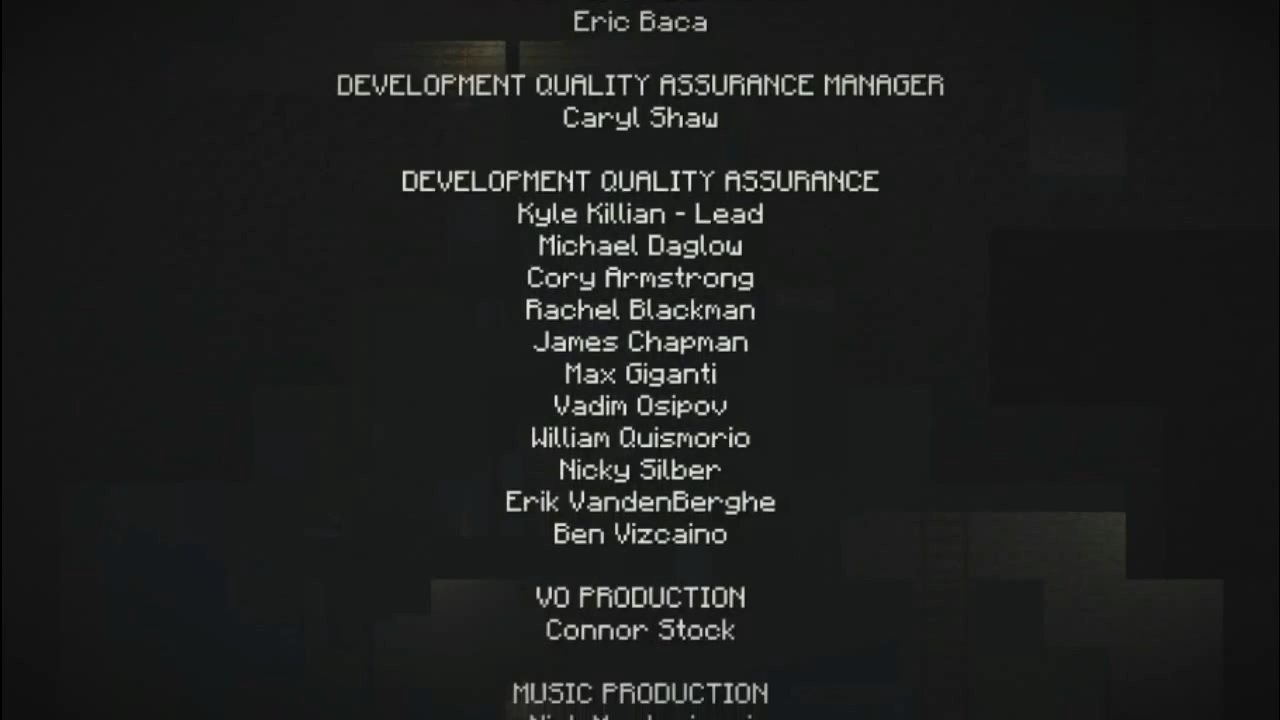 Eric Baca
DEVELOPMENT QUALITY ASSURANCE MANAGER
Caryl Shaw
DEVELOPMENT QUALITY ASSURANCE
Kyle Killian - Lead
Michael Daglow
Cory Armstrong
Rachel Blackman
James Chapman
Max Giganti
Vadim Osipov
William Quismorio
Nicky Silber
Erik VandenBerghe
Ben Vizcaino
VO PRODUCTION
Connor Stock
MUSIC PRODUCTION